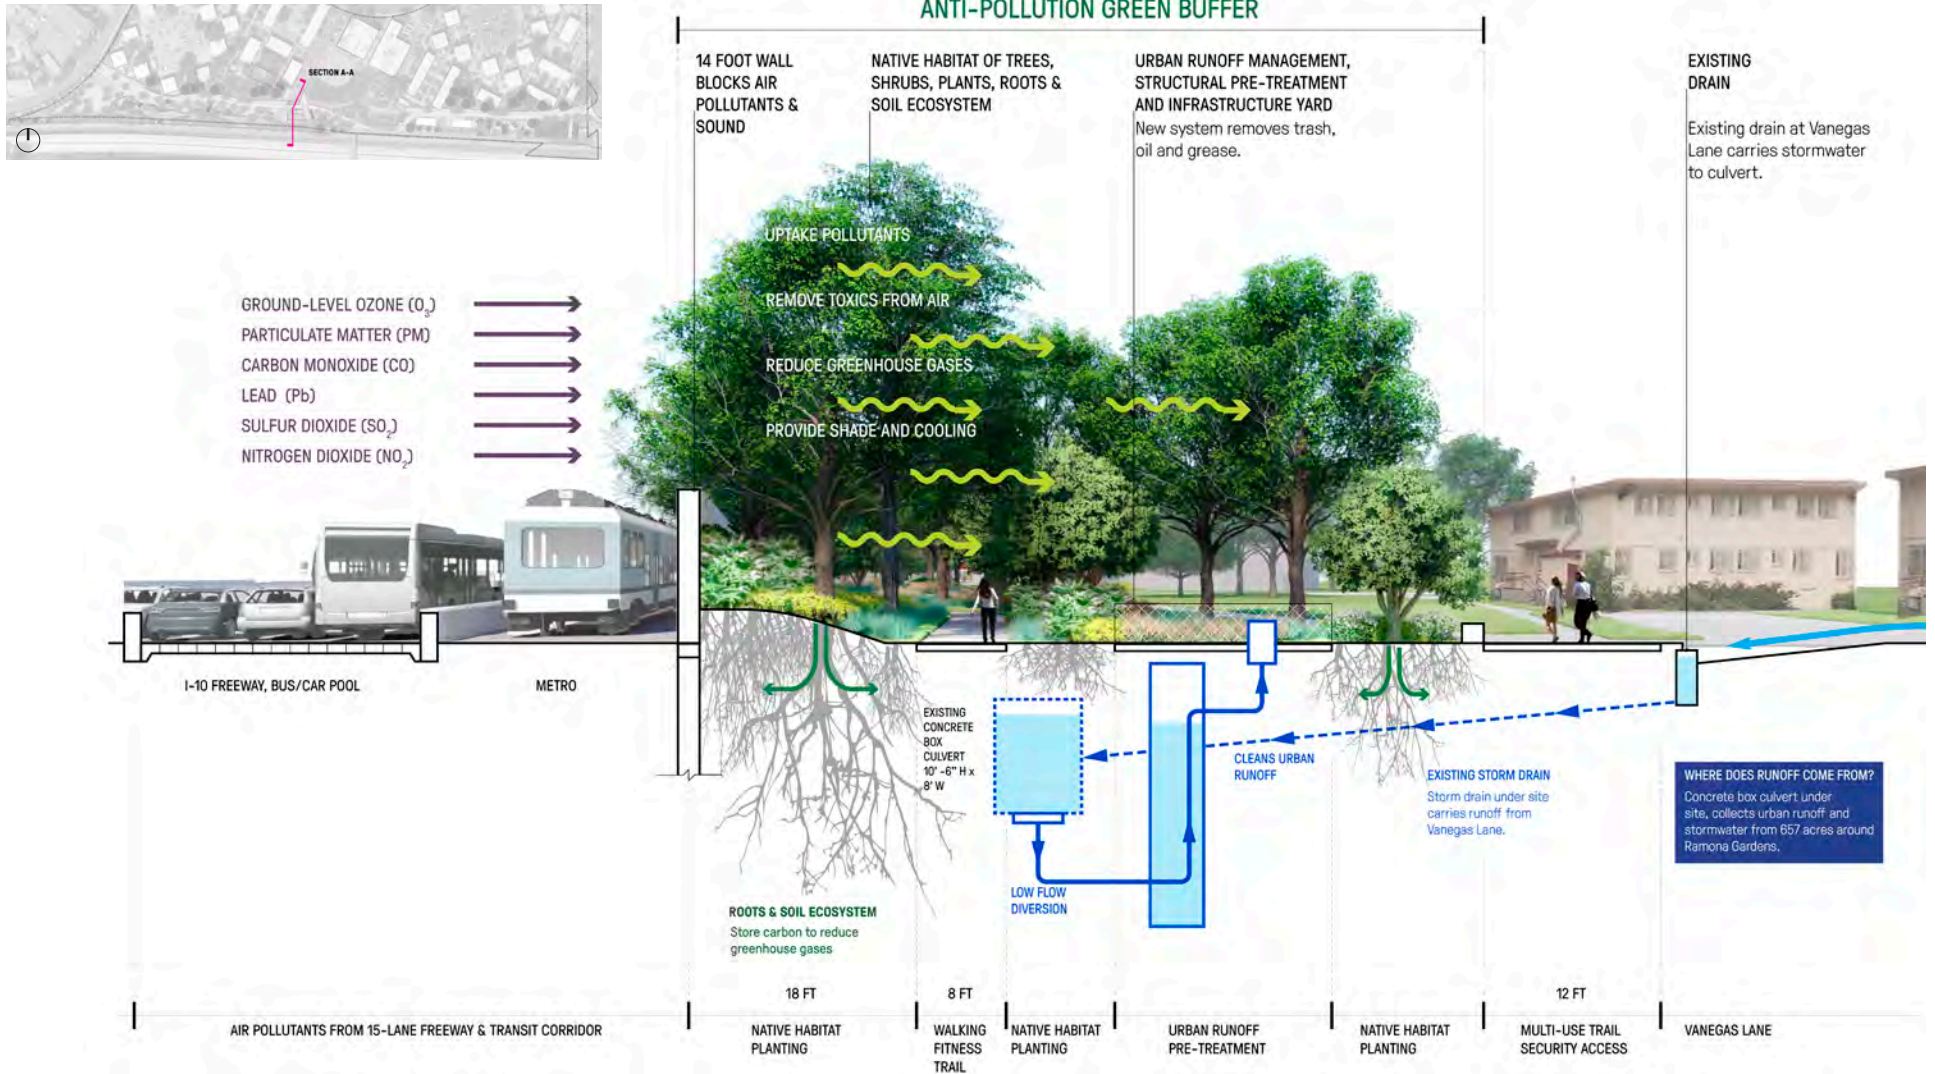 ANTI-POLLUTION GREEN BUFFER
SECTION A-A
14 FOOT WALL
BLOCKS AIR
POLLUTANTS &
SOUND
NATIVE HABITAT OF TREES,
SHRUBS, PLANTS, ROOTS &
SOIL ECOSYSTEM
URBAN RUNOFF MANAGEMENT,
STRUCTURAL PRE-TREATMENT
AND INFRASTRUCTURE YARD
New system removes trash,
oil and grease.
EXISTING
DRAIN
Existing drain at Vanegas
Lane carries stormwater
to culvert.
UPTAKE POLLUTANTS
REMOVE TOXICS FROM AIR
REDUCE GREENHOUSE GASES
PROVIDE SHADE AND COOLING
GROUND-LEVEL OZONE (O₃)
PARTICULATE MATTER (PM)
CARBON MONOXIDE (CO)
LEAD (Pb)
SULFUR DIOXIDE (SO₂)
NITROGEN DIOXIDE (NO₂)
I-10 FREEWAY, BUS/CAR POOL
METRO
EXISTING
CONCRETE
BOX
CULVERT
10' -6" H x
8' W
CLEANS URBAN
RUNOFF
EXISTING STORM DRAIN
Storm drain under site
carries runoff from
Vanegas Lane.
WHERE DOES RUNOFF COME FROM?
Concrete box culvert under
site, collects urban runoff and
stormwater from 657 acres around
Ramona Gardens.
LOW FLOW
DIVERSION
ROOTS & SOIL ECOSYSTEM
Store carbon to reduce
greenhouse gases
18 FT
8 FT
12 FT
AIR POLLUTANTS FROM 15-LANE FREEWAY & TRANSIT CORRIDOR
NATIVE HABITAT
PLANTING
WALKING
FITNESS
TRAIL
NATIVE HABITAT
PLANTING
URBAN RUNOFF
PRE-TREATMENT
NATIVE HABITAT
PLANTING
MULTI-USE TRAIL
SECURITY ACCESS
VANEGAS LANE